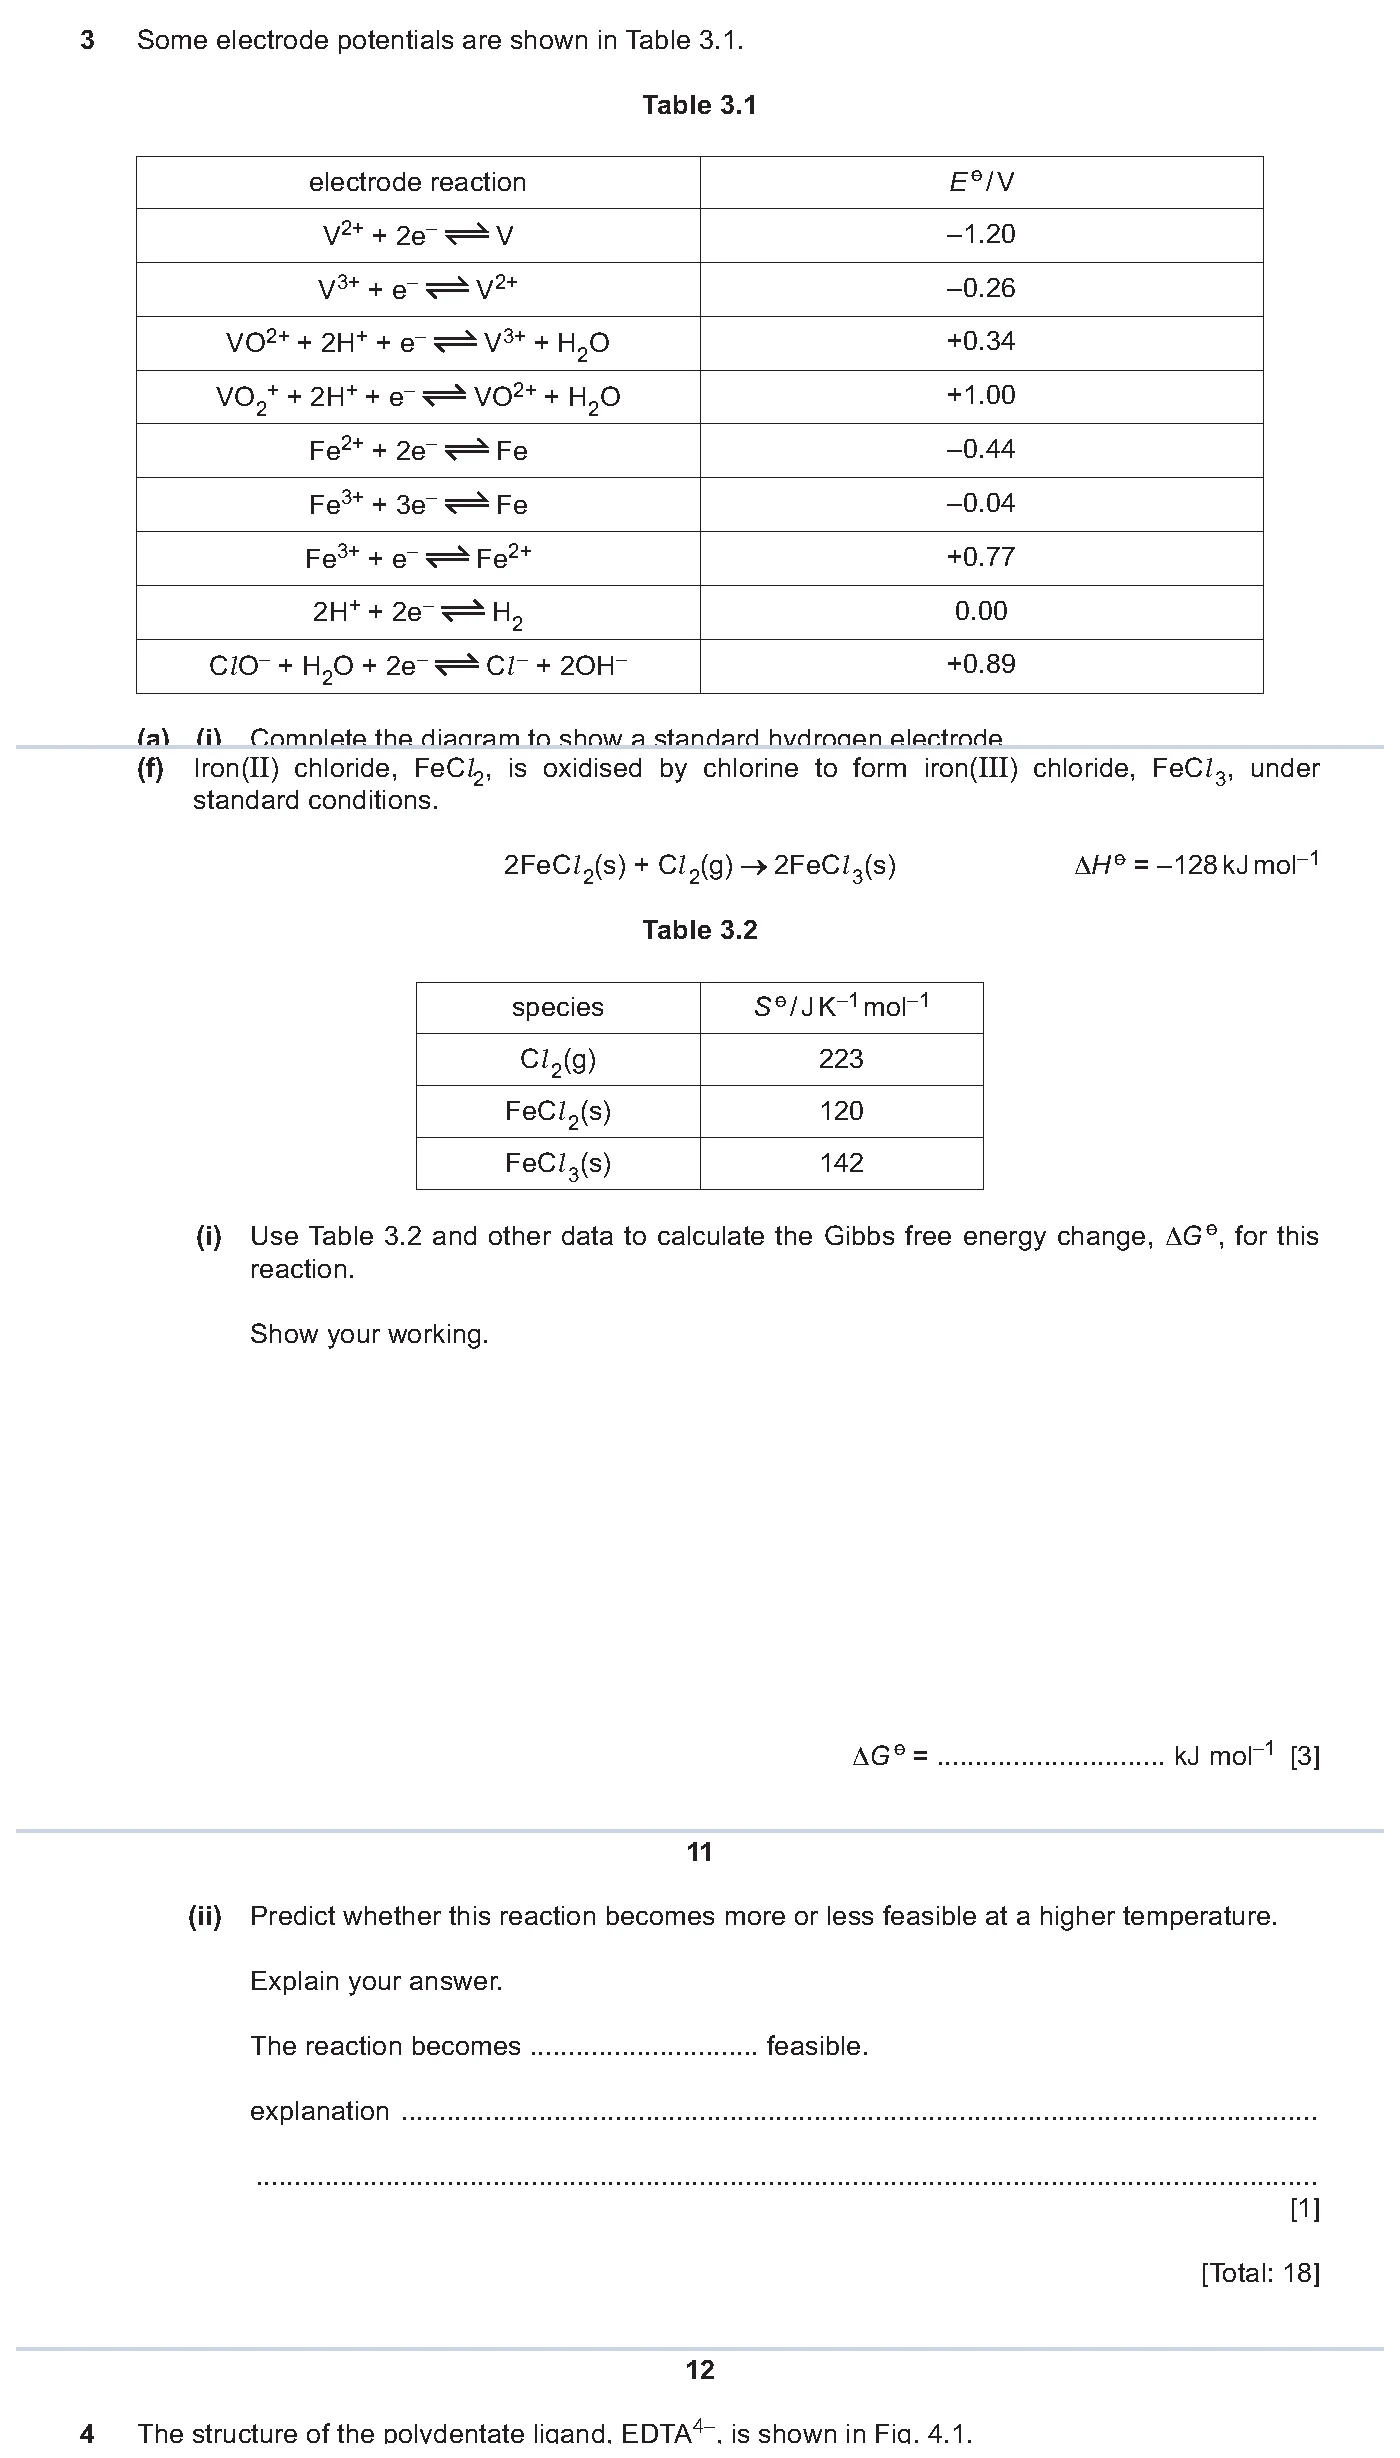 3 Some electrode potentials are shown in Table 3.1.
Table 3.1
electrode reaction E⦵/V
V²⁺ + 2e⁻ ⇌ V –1.20
V³⁺ + e⁻ ⇌ V²⁺ –0.26
VO²⁺ + 2H⁺ + e⁻ ⇌ V³⁺ + H₂O +0.34
VO₂⁺ + 2H⁺ + e⁻ ⇌ VO²⁺ + H₂O +1.00
Fe²⁺ + 2e⁻ ⇌ Fe –0.44
Fe³⁺ + 3e⁻ ⇌ Fe –0.04
Fe³⁺ + e⁻ ⇌ Fe²⁺ +0.77
2H⁺ + 2e⁻ ⇌ H₂ 0.00
ClO⁻ + H₂O + 2e⁻ ⇌ Cl⁻ + 2OH⁻ +0.89
(a) (i) Complete the diagram to show a standard hydrogen electrode
(f) Iron(II) chloride, FeCl₂, is oxidised by chlorine to form iron(III) chloride, FeCl₃, under
standard conditions.
2FeCl₂(s) + Cl₂(g) → 2FeCl₃(s) ΔH⦵ = –128 kJ mol⁻¹
Table 3.2
species S⦵/J K⁻¹ mol⁻¹
Cl₂(g) 223
FeCl₂(s) 120
FeCl₃(s) 142
(i) Use Table 3.2 and other data to calculate the Gibbs free energy change, ΔG⦵, for this
reaction.
Show your working.
ΔG⦵ = .............................. kJ mol⁻¹ [3]
11
(ii) Predict whether this reaction becomes more or less feasible at a higher temperature.
Explain your answer.
The reaction becomes .............................. feasible.
explanation ........................................................................................................................
...........................................................................................................................................
[1]
[Total: 18]
12
4 The structure of the polydentate ligand, EDTA⁴⁻, is shown in Fig. 4.1.